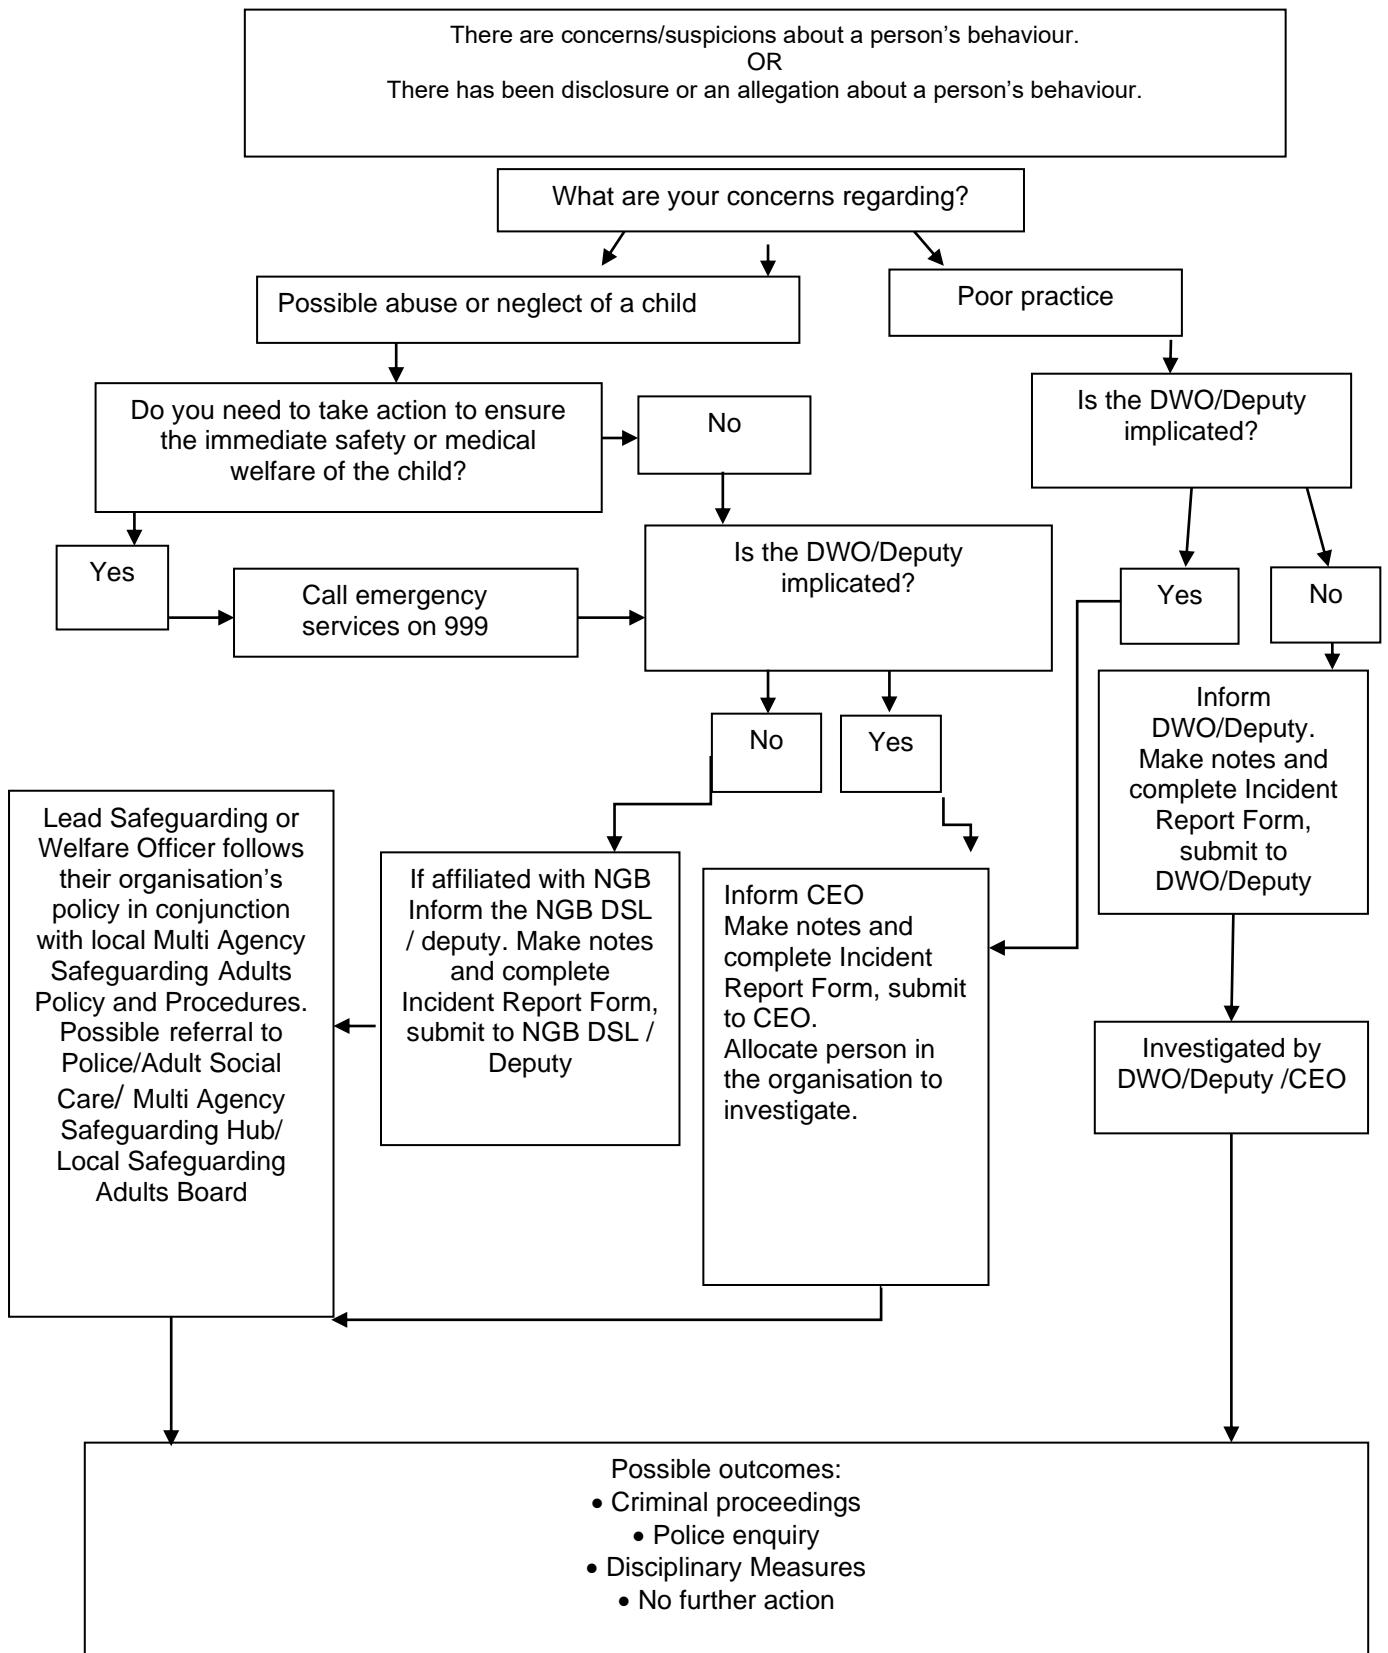 There are concerns/suspicions about a person’s behaviour.
OR
There has been disclosure or an allegation about a person’s behaviour.
What are your concerns regarding?
Possible abuse or neglect of a child
Poor practice
Do you need to take action to ensure
the immediate safety or medical
welfare of the child?
No
Is the DWO/Deputy
implicated?
Yes
Call emergency
services on 999
Is the DWO/Deputy
implicated?
Yes
No
No
Yes
Inform
DWO/Deputy.
Make notes and
complete Incident
Report Form,
submit to
DWO/Deputy
Lead Safeguarding or
Welfare Officer follows
their organisation’s
policy in conjunction
with local Multi Agency
Safeguarding Adults
Policy and Procedures.
Possible referral to
Police/Adult Social
Care/ Multi Agency
Safeguarding Hub/
Local Safeguarding
Adults Board
If affiliated with NGB
Inform the NGB DSL
/ deputy. Make notes
and complete
Incident Report Form,
submit to NGB DSL /
Deputy
Inform CEO
Make notes and
complete Incident
Report Form, submit
to CEO.
Allocate person in
the organisation to
investigate.
Investigated by
DWO/Deputy /CEO
Possible outcomes:
• Criminal proceedings
• Police enquiry
• Disciplinary Measures
• No further action